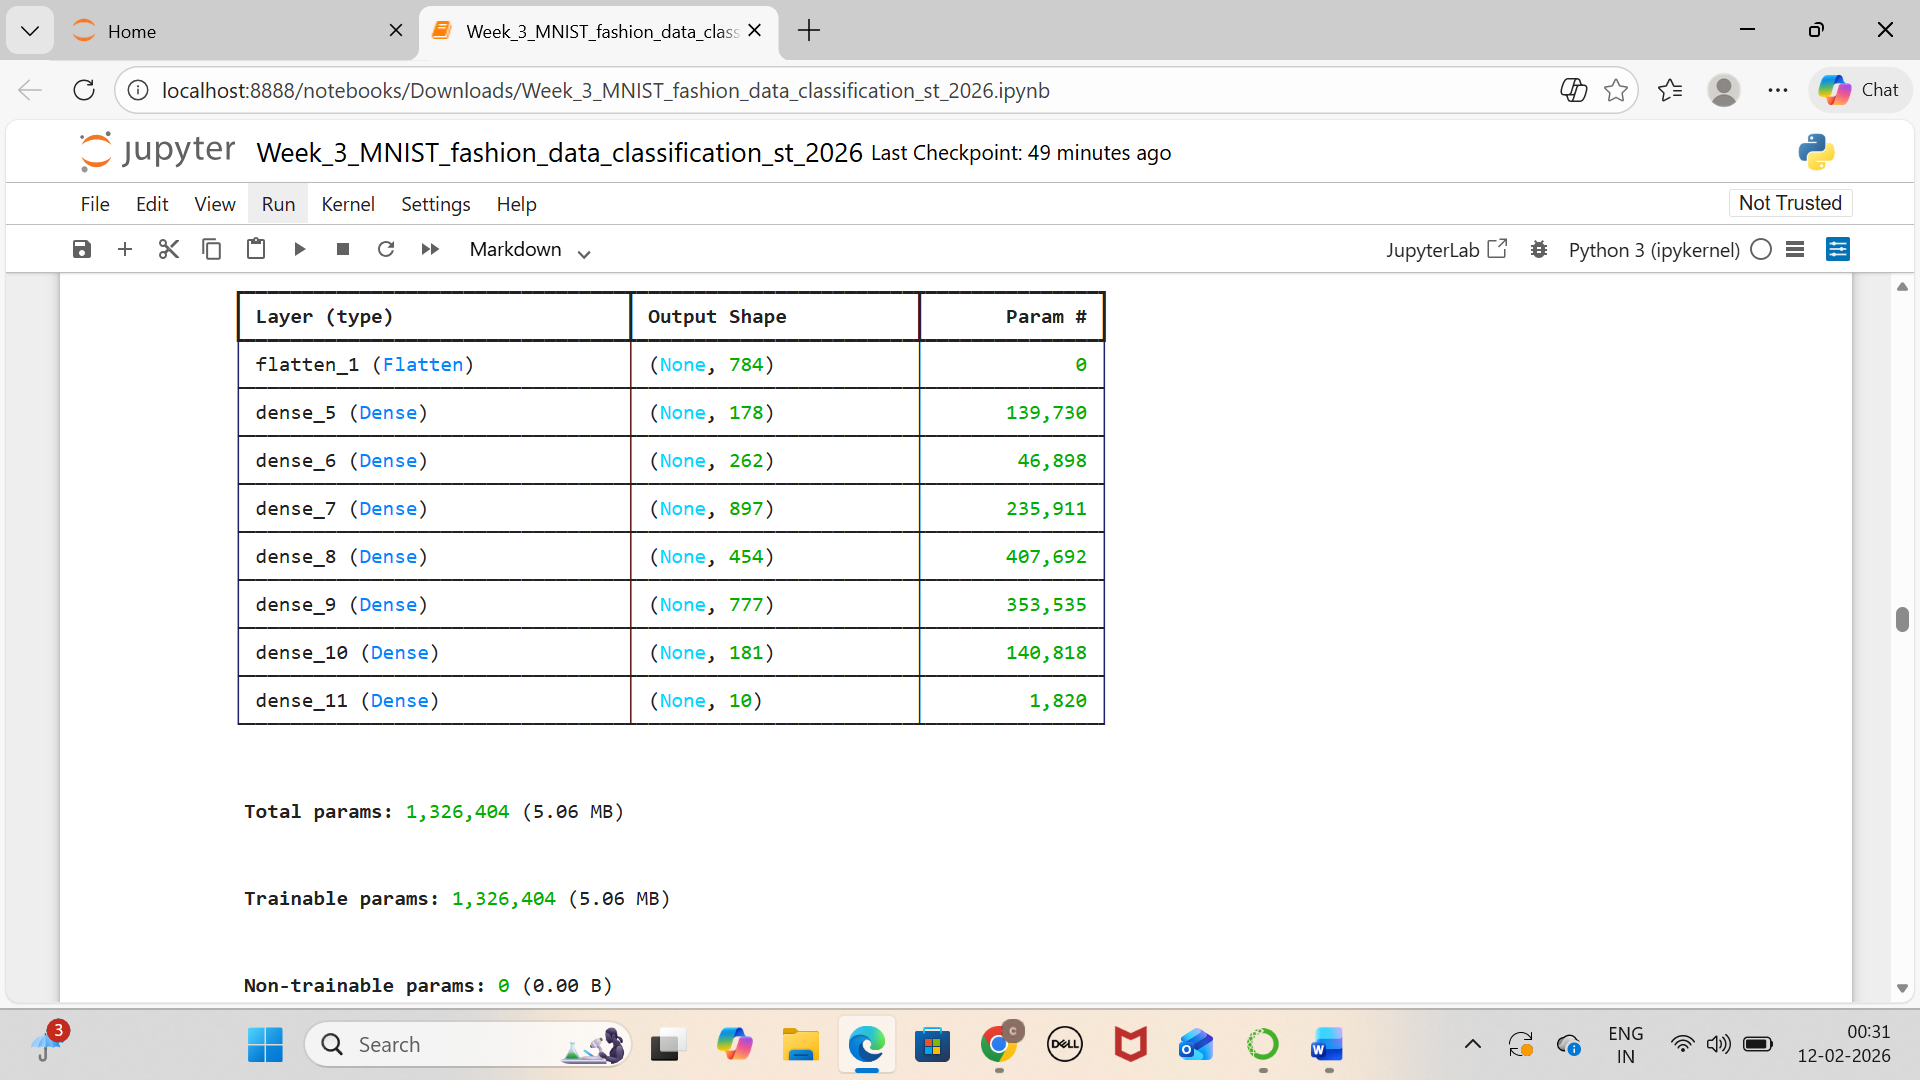 Home
Week_3_MNIST_fashion_data_class
localhost:8888/notebooks/Downloads/Week_3_MNIST_fashion_data_classification_st_2026.ipynb
Chat
jupyter Week_3_MNIST_fashion_data_classification_st_2026 Last Checkpoint: 49 minutes ago
File Edit View Run Kernel Settings Help
Not Trusted
Markdown
JupyterLab
Python 3 (ipykernel)
Layer (type) Output Shape Param #
flatten_1 (Flatten) (None, 784) 0
dense_5 (Dense) (None, 178) 139,730
dense_6 (Dense) (None, 262) 46,898
dense_7 (Dense) (None, 897) 235,911
dense_8 (Dense) (None, 454) 407,692
dense_9 (Dense) (None, 777) 353,535
dense_10 (Dense) (None, 181) 140,818
dense_11 (Dense) (None, 10) 1,820
Total params: 1,326,404 (5.06 MB)
Trainable params: 1,326,404 (5.06 MB)
Non-trainable params: 0 (0.00 B)
3
Search
C
DELL
W
ENG
IN
00:31
12-02-2026